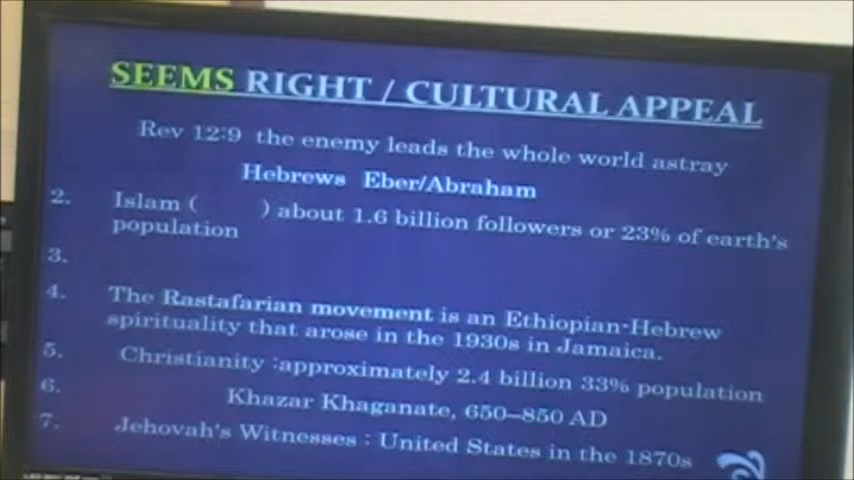 SEEMS RIGHT / CULTURAL APPEAL
Rev 12:9 the enemy leads the whole world astray
Hebrews Eber/Abraham
2. Islam ( ) about 1.6 billion followers or 23% of earth's
population
3.
4. The Rastafarian movement is an Ethiopian-Hebrew
spirituality that arose in the 1930s in Jamaica.
5. Christianity :approximately 2.4 billion 33% population
6. Khazar Khaganate, 650–850 AD
7. Jehovah's Witnesses : United States in the 1870s